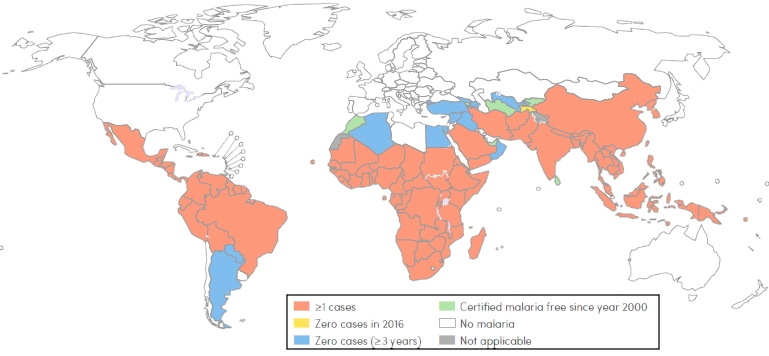 ≥1 cases
Zero cases in 2016
Zero cases (≥3 years)
Certified malaria free since year 2000
No malaria
Not applicable